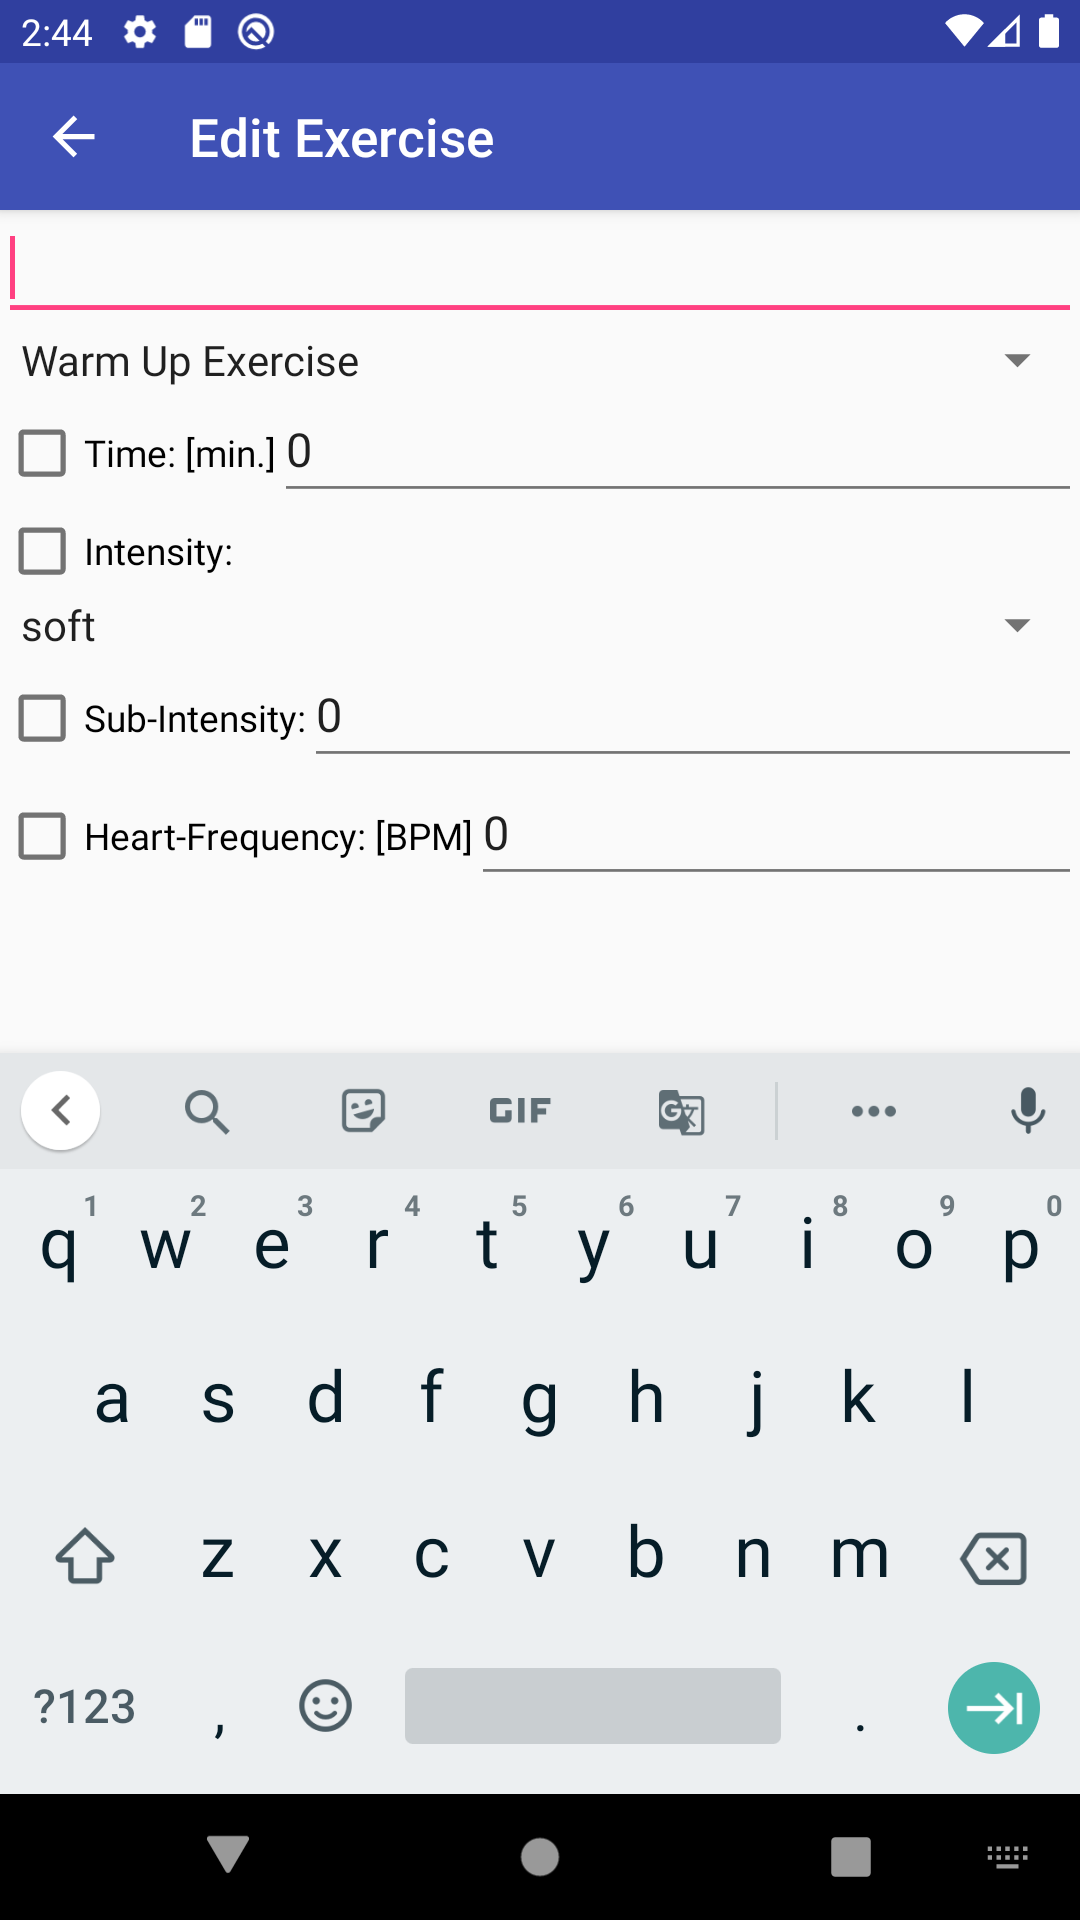 2:44
Edit Exercise
Warm Up Exercise
Time: [min.] 0
Intensity:
soft
Sub-Intensity: 0
Heart-Frequency: [BPM] 0
GIF
1 2 3 4 5 6 7 8 9 0
q w e r t y u i o p
a s d f g h j k l
z x c v b n m
?123 , .